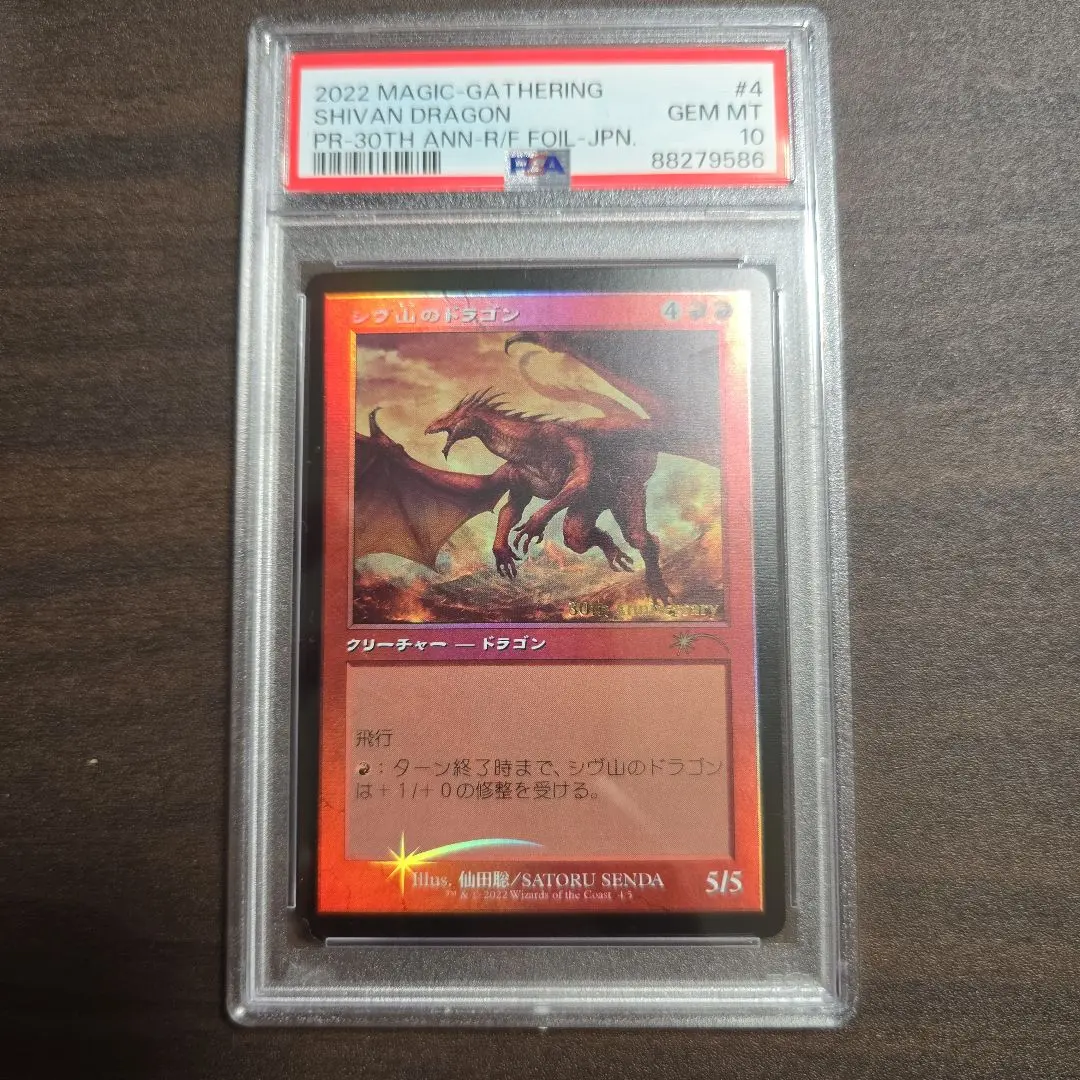 2022 MAGIC-GATHERING #4
SHIVAN DRAGON GEM MT
PR-30TH ANN-R/F FOIL-JPN. 10
PSA 88279586
シヴ山のドラゴン 4
30th Anniversary
クリーチャー — ドラゴン
飛行
:ターン終了時まで、シヴ山のドラゴン
は+1/+0の修整を受ける。
Illus. 仙田聡/SATORU SENDA 5/5
™ & © 2022 Wizards of the Coast 4/5